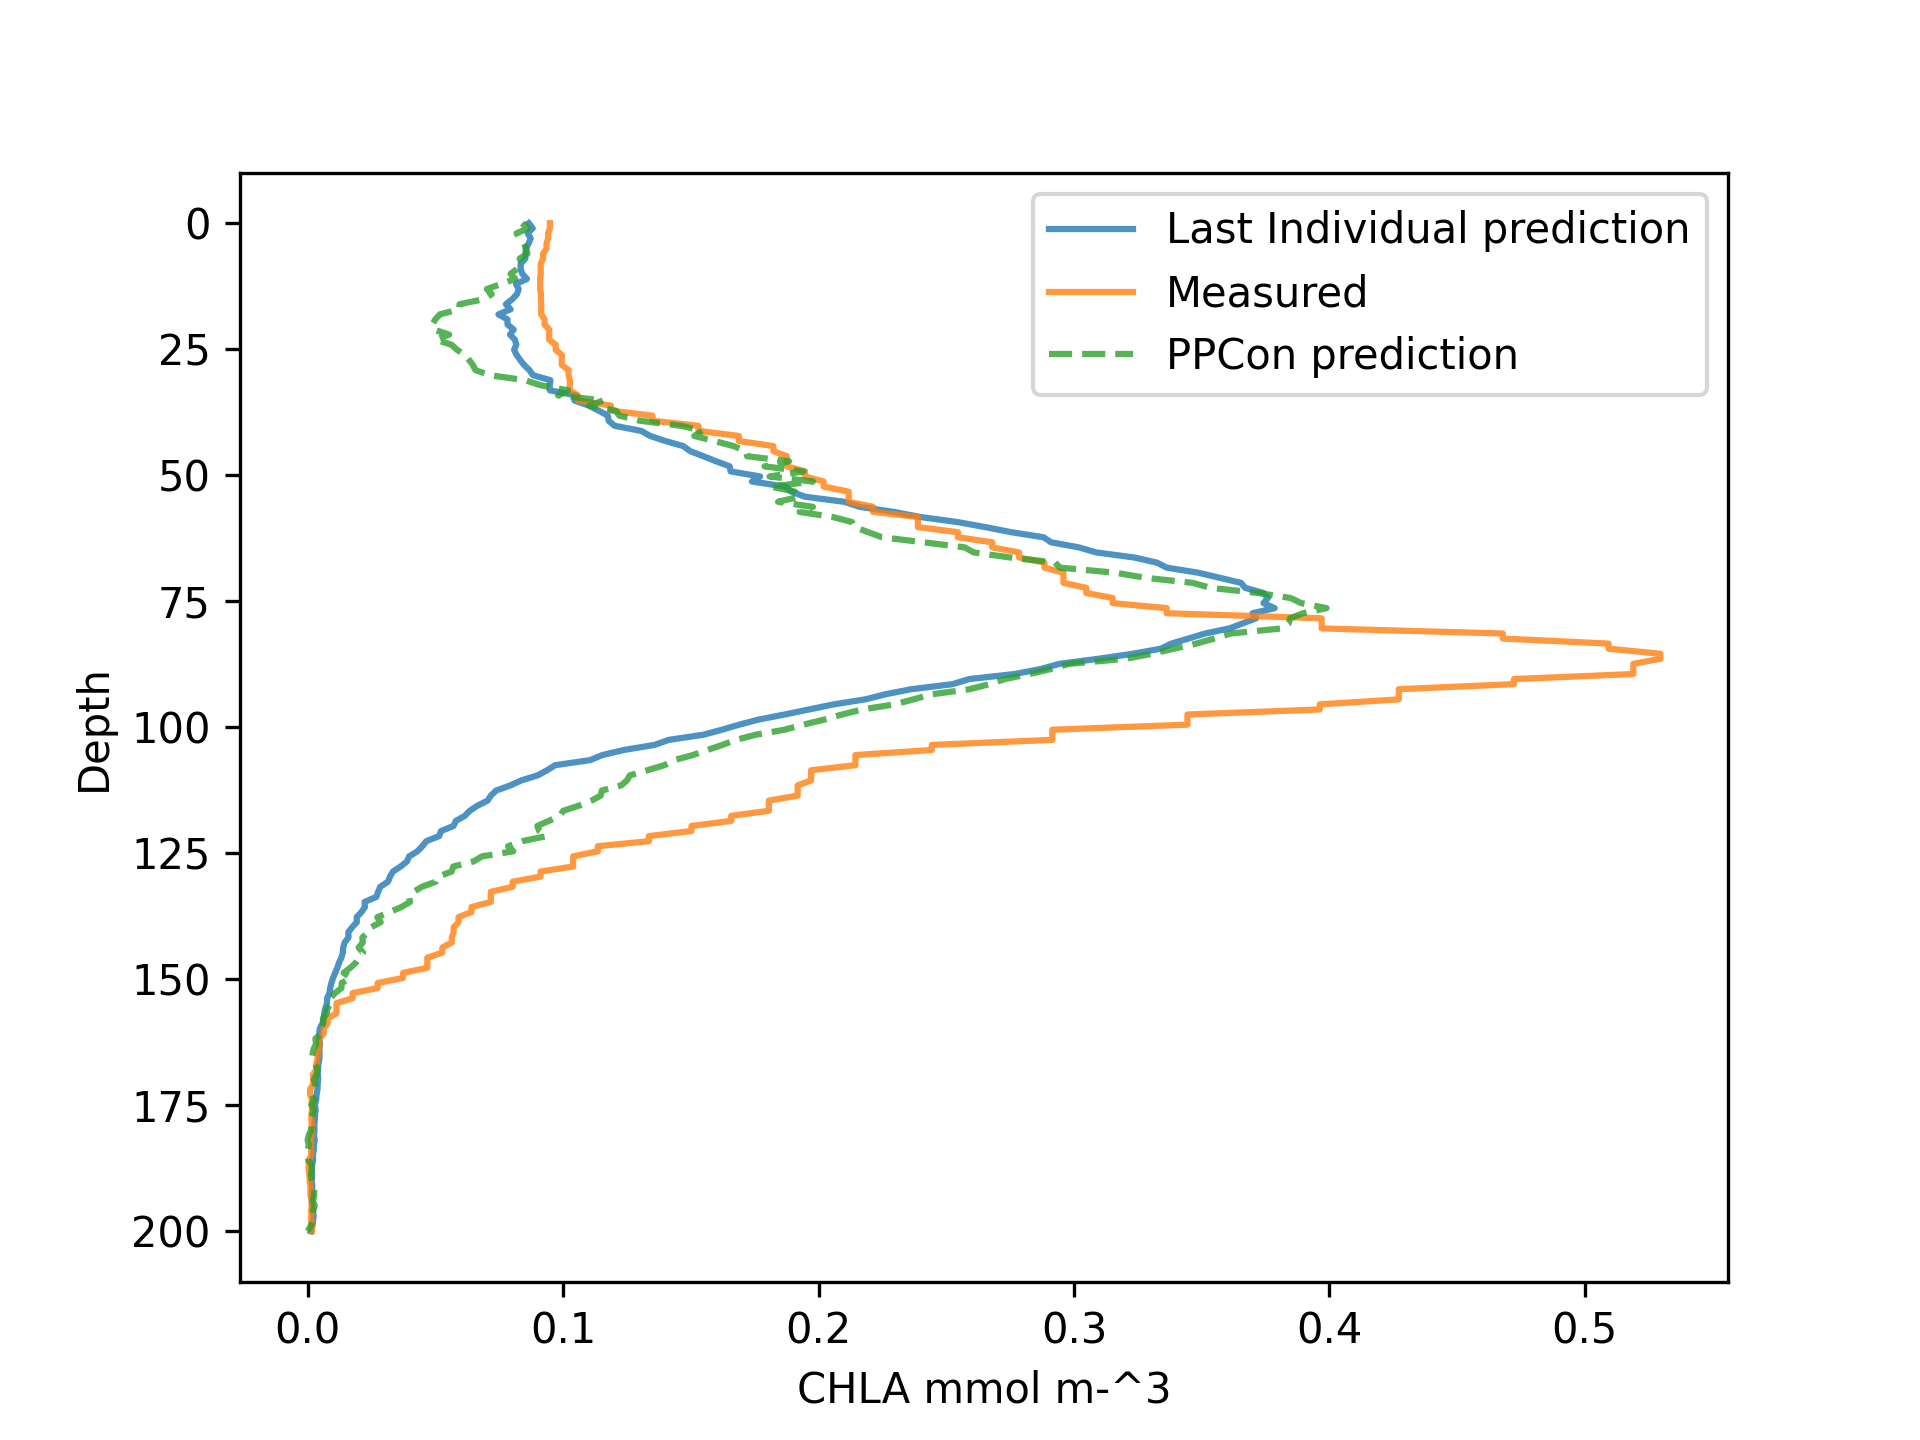 Last Individual prediction
Measured
PPCon prediction
0
25
50
75
100
125
150
175
200
Depth
0.0 0.1 0.2 0.3 0.4 0.5
CHLA mmol m-^3